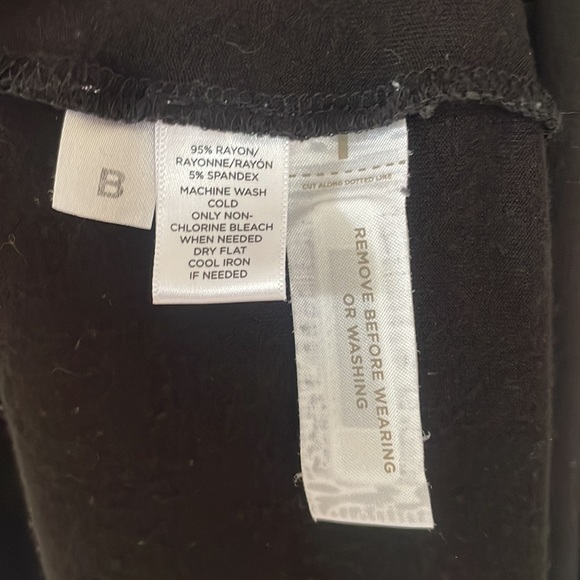 B
95% RAYON/
RAYONNE/RAYÓN
5% SPANDEX
MACHINE WASH
COLD
ONLY NON-
CHLORINE BLEACH
WHEN NEEDED
DRY FLAT
COOL IRON
IF NEEDED
CUT ALONG DOTTED LINE
REMOVE BEFORE WEARING
OR WASHING